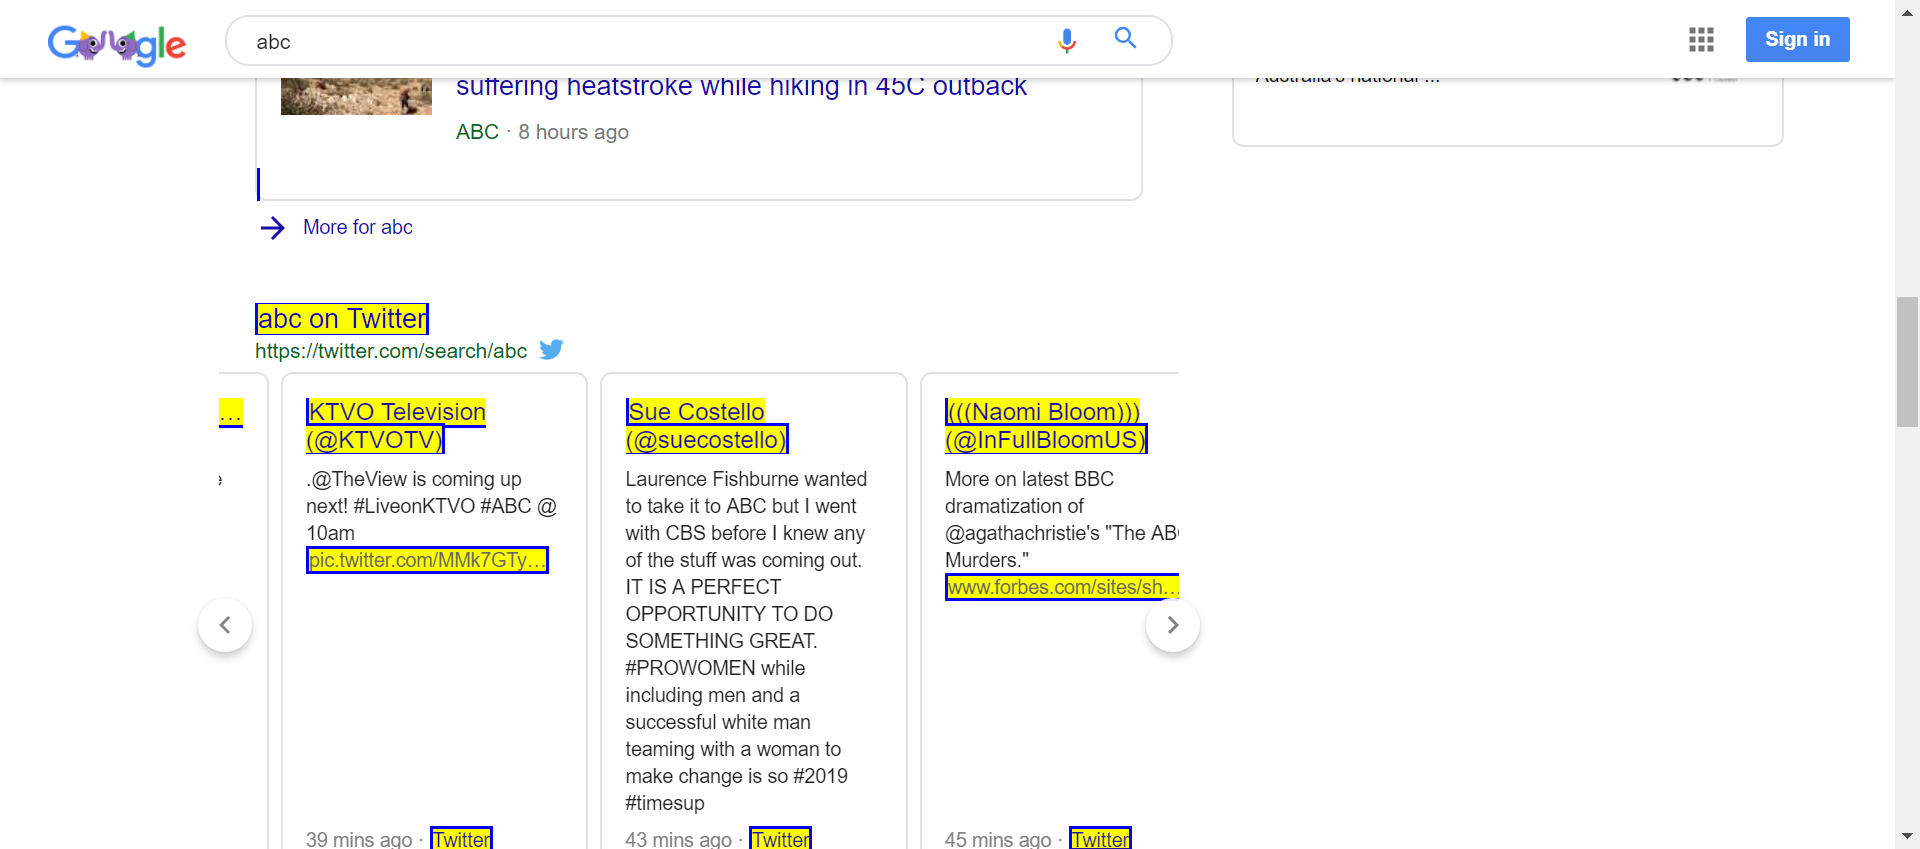 Google
abc
Sign in
suffering heatstroke while hiking in 45C outback
Australia's national ...
ABC · 8 hours ago
More for abc
abc on Twitter
https://twitter.com/search/abc
...
KTVO Television
(@KTVOTV)
.@TheView is coming up
next! #LiveonKTVO #ABC @
10am
pic.twitter.com/MMk7GTy...
39 mins ago · Twitter
Sue Costello
(@suecostello)
Laurence Fishburne wanted
to take it to ABC but I went
with CBS before I knew any
of the stuff was coming out.
IT IS A PERFECT
OPPORTUNITY TO DO
SOMETHING GREAT.
#PROWOMEN while
including men and a
successful white man
teaming with a woman to
make change is so #2019
#timesup
43 mins ago · Twitter
(((Naomi Bloom)))
(@InFullBloomUS)
More on latest BBC
dramatization of
@agathachristie's "The ABC
Murders."
www.forbes.com/sites/sh...
45 mins ago · Twitter